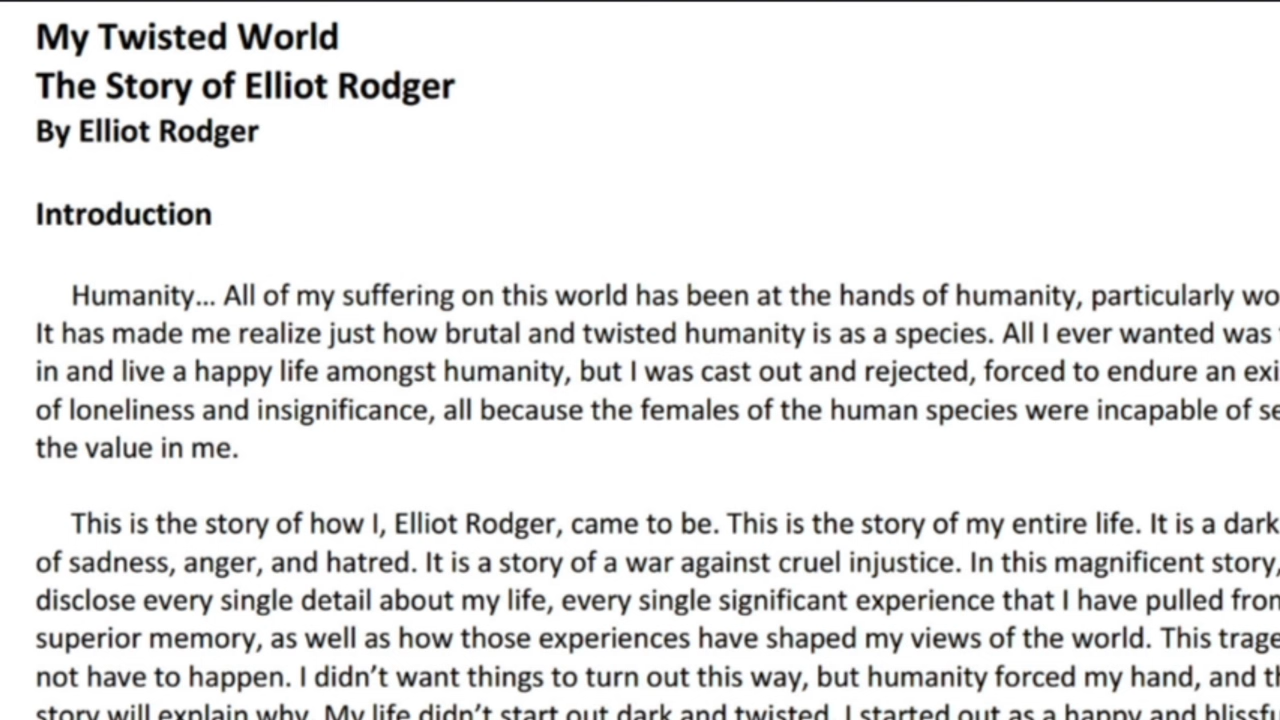 My Twisted World
The Story of Elliot Rodger
By Elliot Rodger
Introduction
Humanity... All of my suffering on this world has been at the hands of humanity, particularly
It has made me realize just how brutal and twisted humanity is as a species. All I ever wanted was
in and live a happy life amongst humanity, but I was cast out and rejected, forced to endure an
of loneliness and insignificance, all because the females of the human species were incapable of
the value in me.
This is the story of how I, Elliot Rodger, came to be. This is the story of my entire life. It is a dark
of sadness, anger, and hatred. It is a story of a war against cruel injustice. In this magnificent story,
disclose every single detail about my life, every single significant experience that I have pulled
superior memory, as well as how those experiences have shaped my views of the world. This
not have to happen. I didn't want things to turn out this way, but humanity forced my hand, and
story will explain why. My life didn't start out dark and twisted. I started out as a happy and